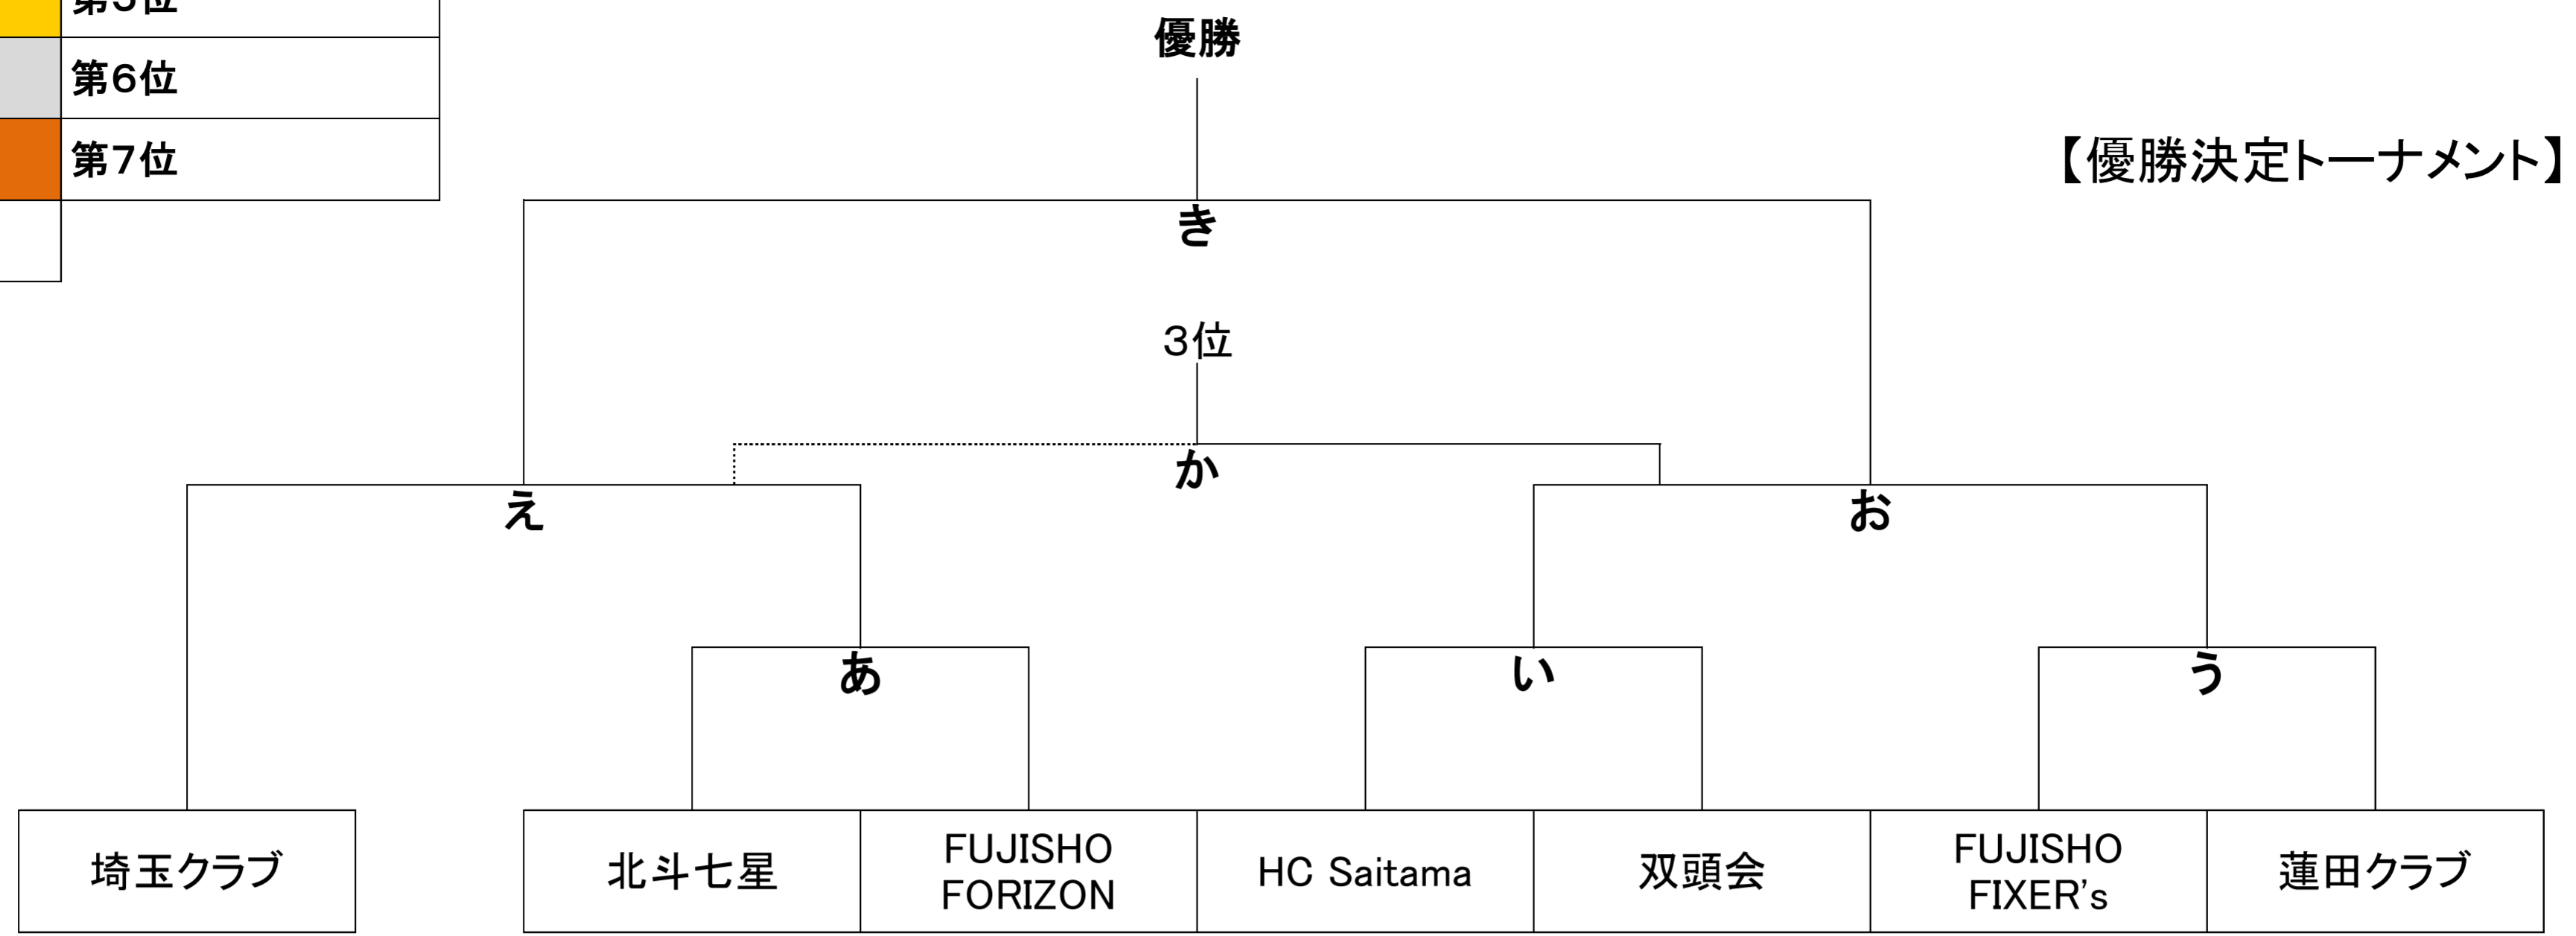 優勝
第6位
第7位
【優勝決定トーナメント】
き
3位
か
え
お
あ
い
う
埼玉クラブ
北斗七星
FUJISHO
FORIZON
HC Saitama
双頭会
FUJISHO
FIXER's
蓮田クラブ